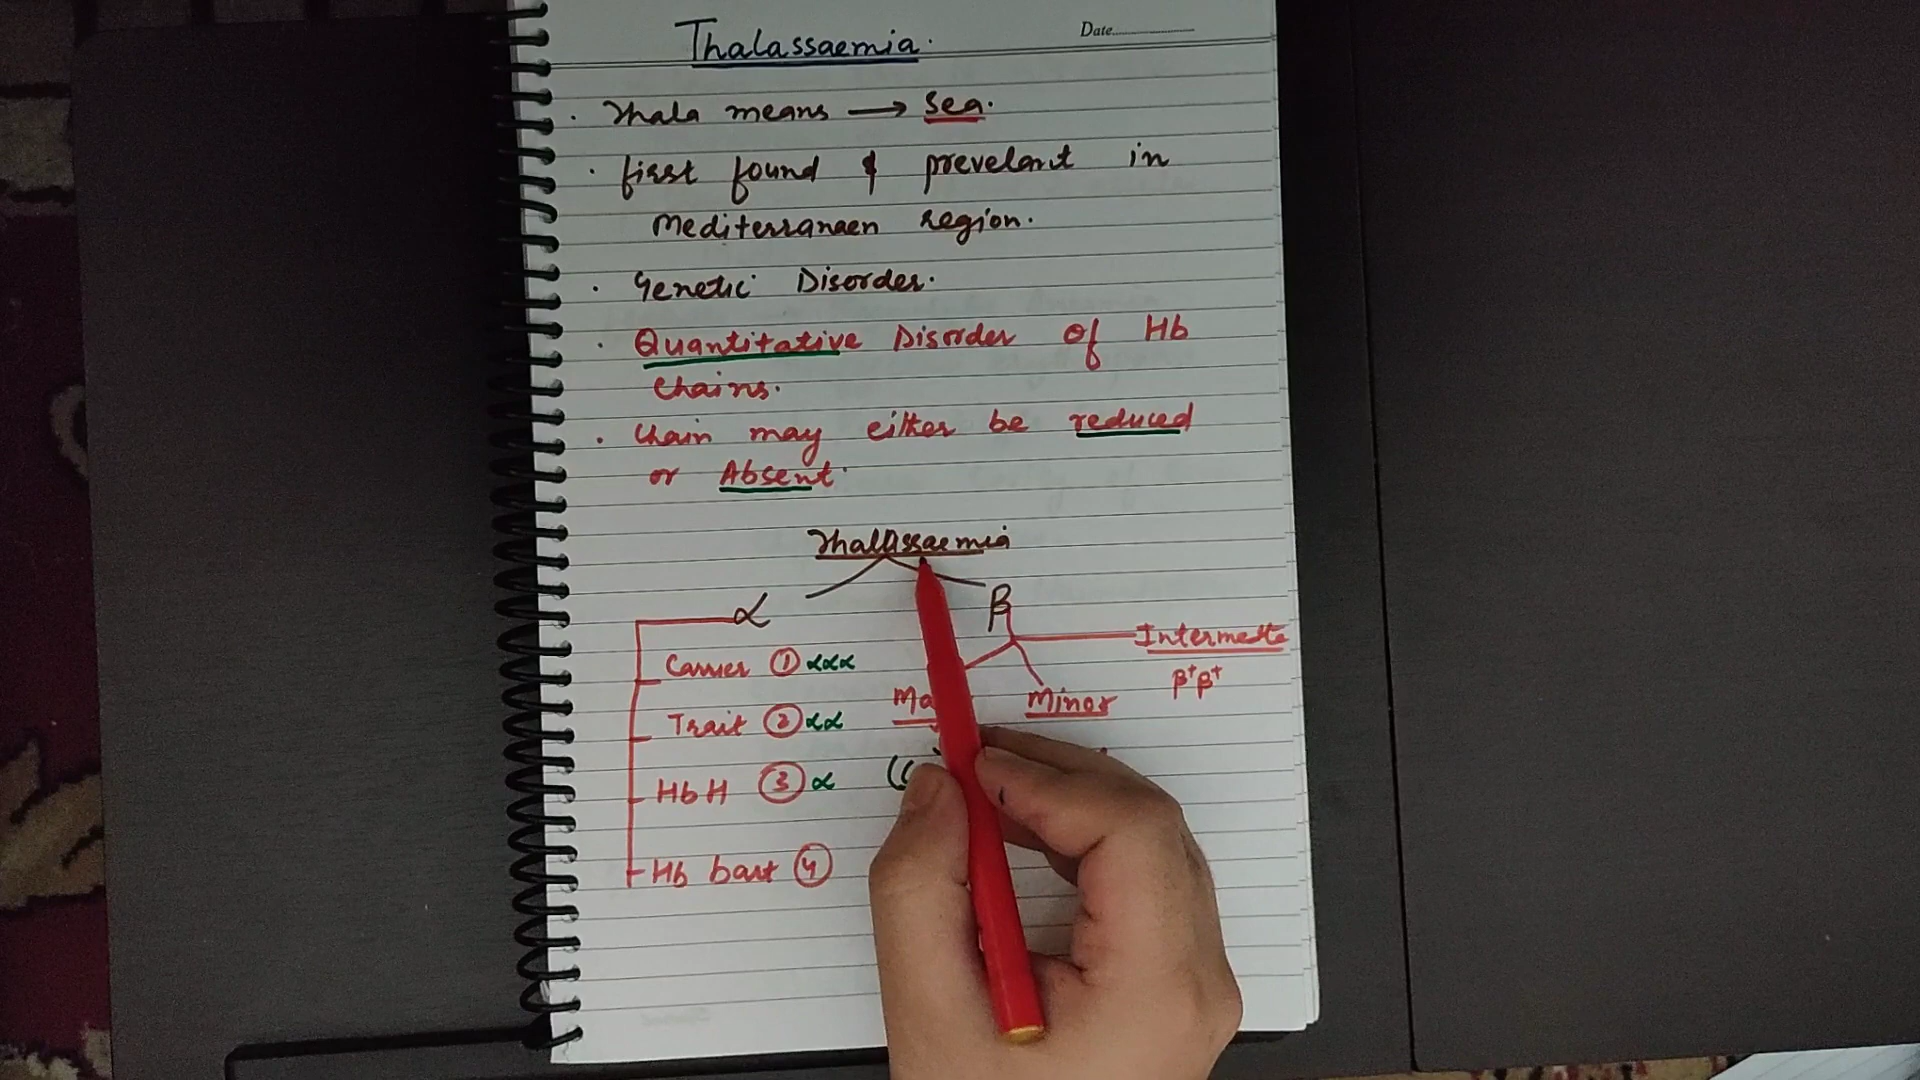 Thalassaemia.
Date
· Thala means → Sea.
· first found & prevelant in
Mediterranaen region.
· Genetic Disorder.
· Quantitative Disorder of Hb
Chains.
· Chain may either be reduced
or Absent.
Thalassaemia
α β
Intermette
Carrier ① ααα
β⁺β⁺
Minor
Trait ② αα
HbH ③ α
Hb bart ④